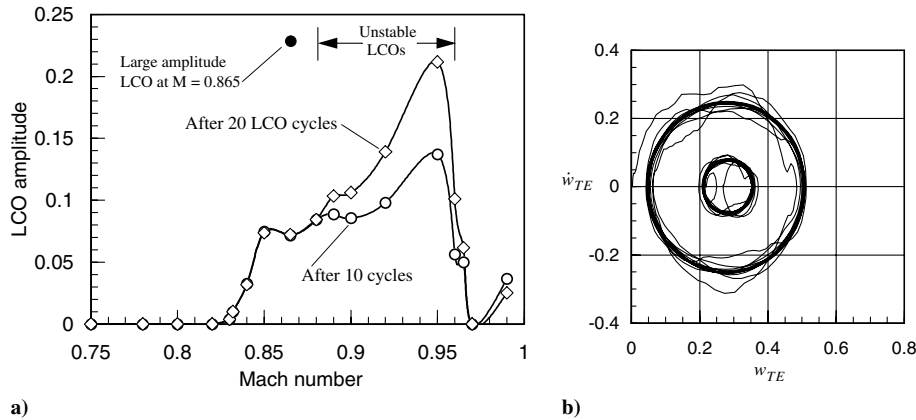 0.25
0.2
0.15
0.1
0.05
0
LCO amplitude
Large amplitude
LCO at M = 0.865
Unstable
LCOs
After 20 LCO cycles
After 10 cycles
0.75
0.8
0.85
0.9
0.95
1
Mach number
a)
0.4
0.2
0
-0.2
-0.4
ẇ_TE
0
0.2
0.4
0.6
0.8
w_TE
b)